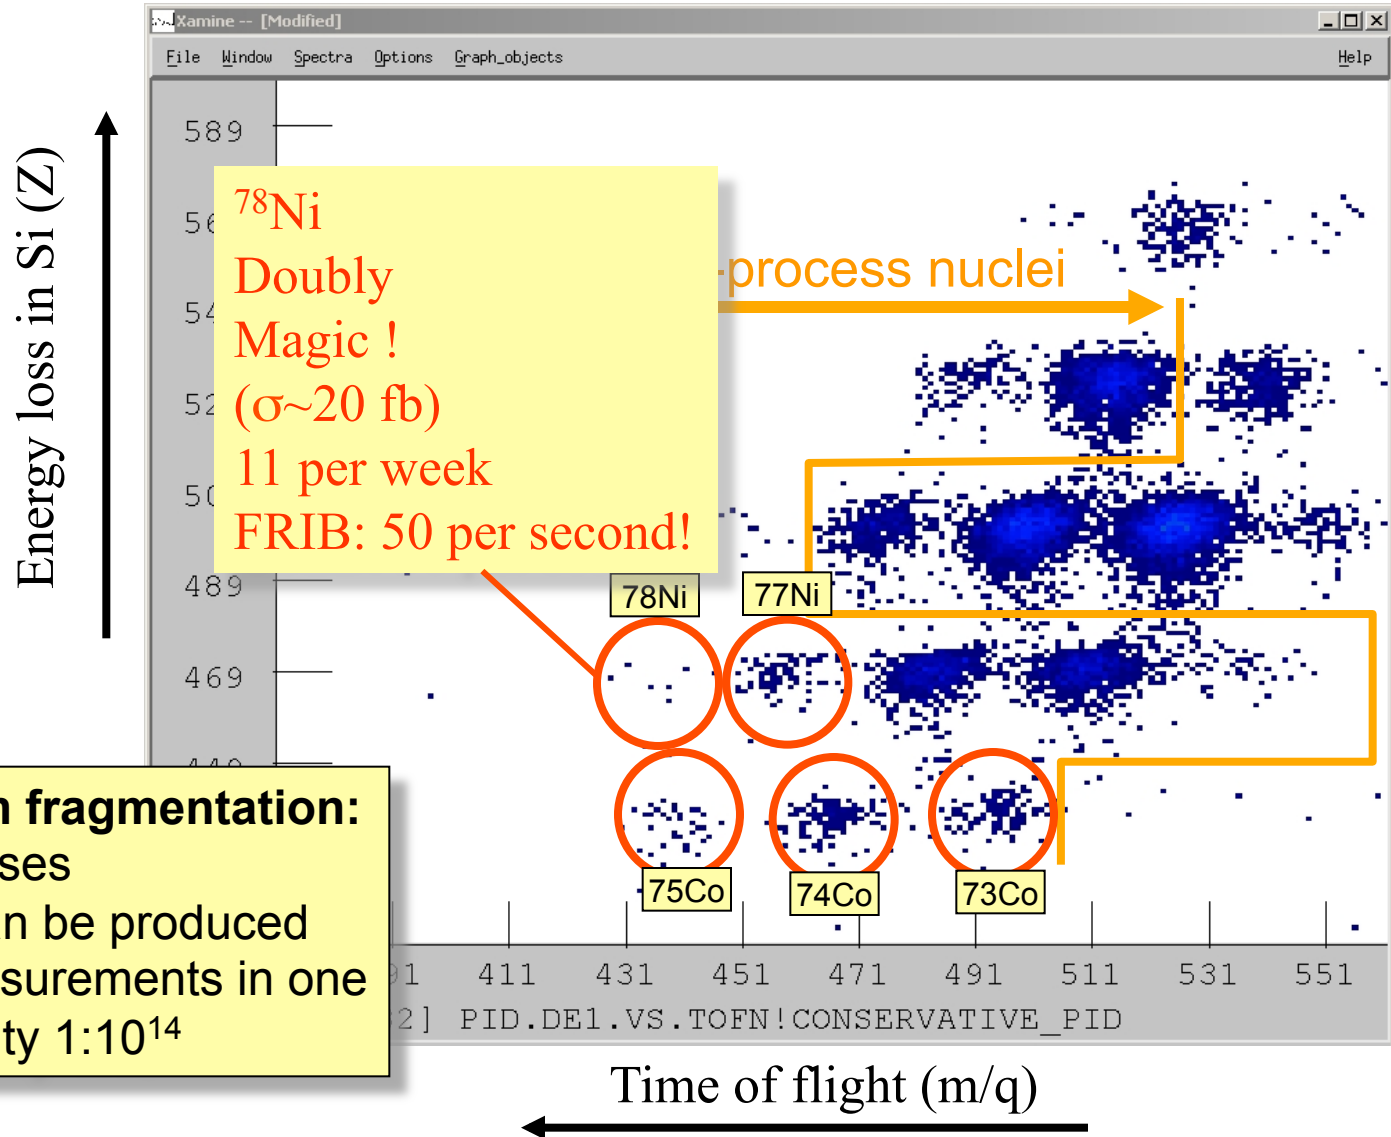 Xamine -- [Modified]
File Window Spectra Options Graph_objects Help
589
469
489
⁷⁸Ni
Doubly
Magic !
(σ~20 fb)
11 per week
FRIB: 50 per second!
-process nuclei
78Ni
77Ni
75Co
74Co
73Co
fragmentation:
be produced
in one
1:10¹⁴
411 431 451 471 491 511 531 551
PID.DE1.VS.TOFN!CONSERVATIVE_PID
Energy loss in Si (Z)
Time of flight (m/q)